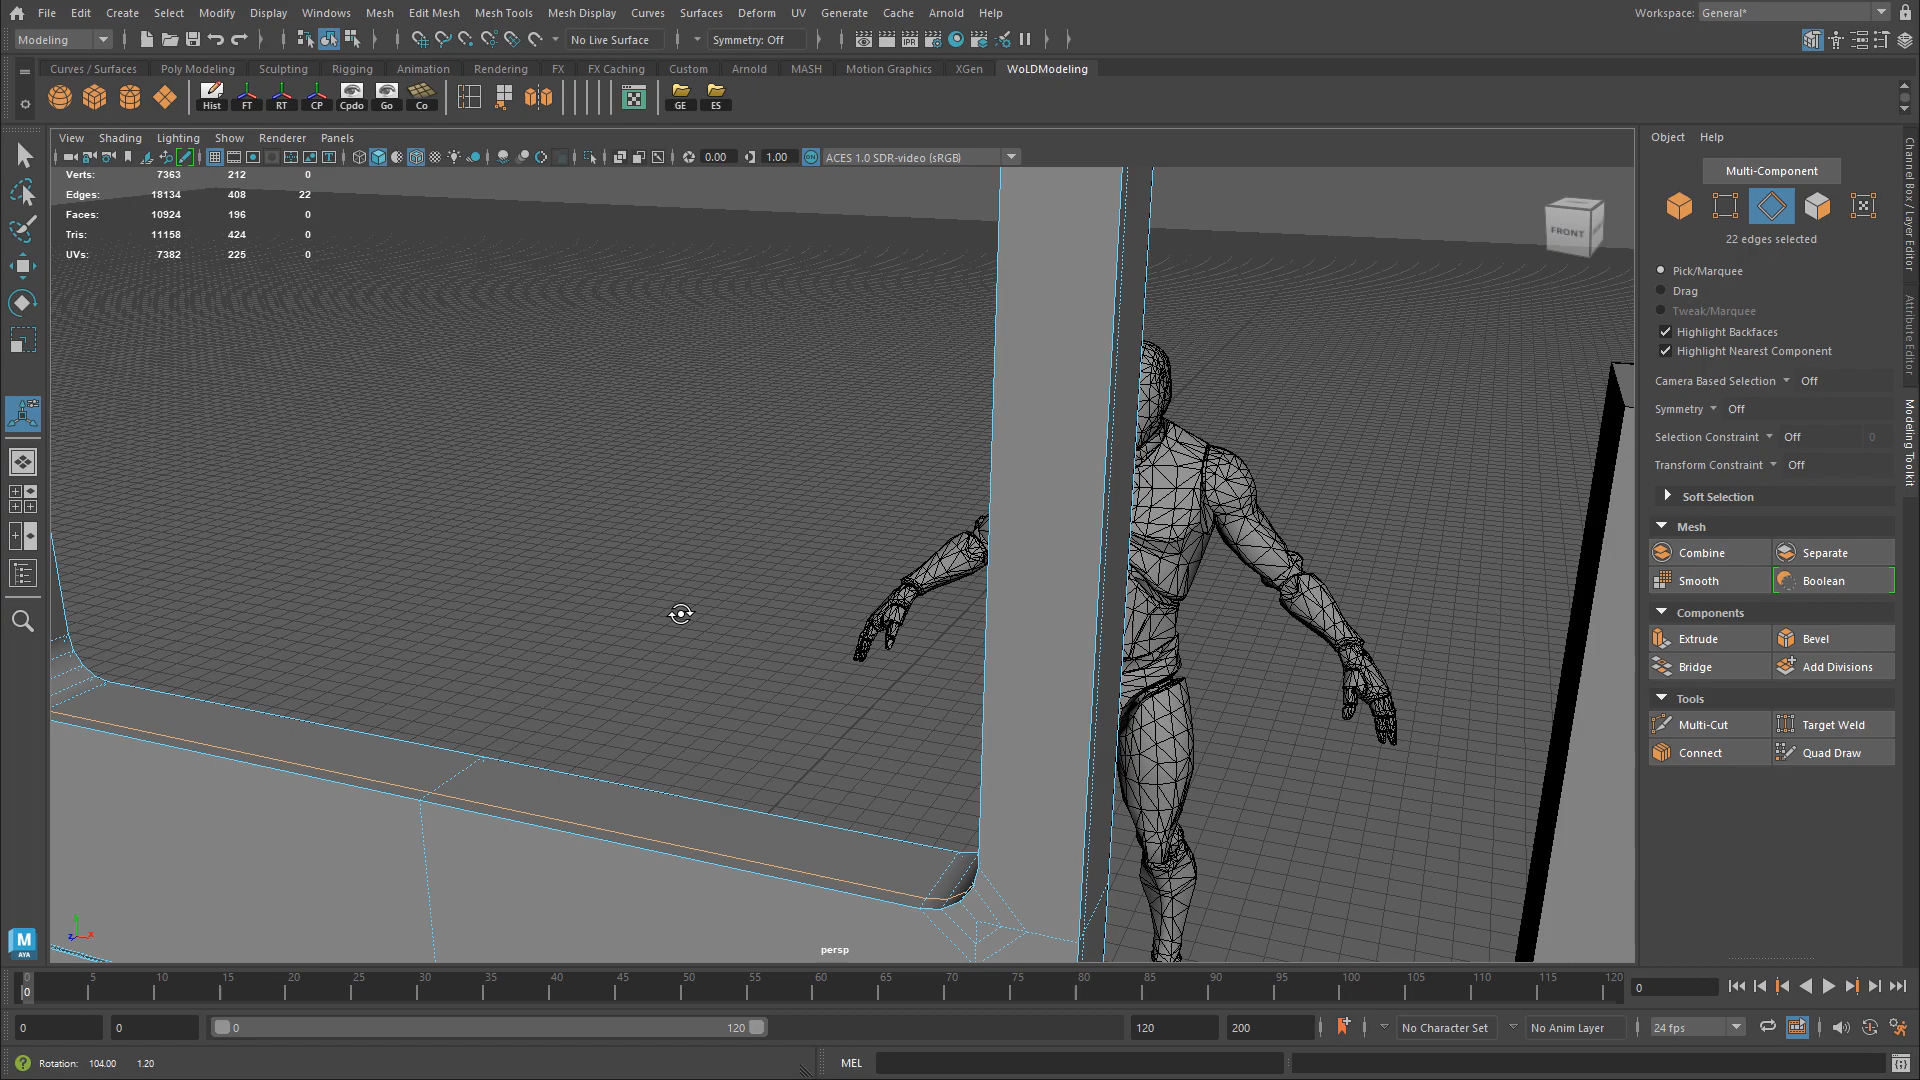 File Edit Create Select Modify Display Windows Mesh Edit Mesh Mesh Tools Mesh Display Curves Surfaces Deform UV Generate Cache Arnold Help Workspace: General*
Modeling No Live Surface Symmetry: Off IPR
Curves / Surfaces Poly Modeling Sculpting Rigging Animation Rendering FX FX Caching Custom Arnold MASH Motion Graphics XGen WoLDModeling
Hist FT RT CP Cpdo Go Co GE ES
View Shading Lighting Show Renderer Panels
0.00 1.00 ON ACES 1.0 SDR-video (sRGB)
Verts: 7363 212 0
Edges: 18134 408 22
Faces: 10924 196 0
Tris: 11158 424 0
UVs: 7382 225 0
FRONT
persp
Object Help
Multi-Component
22 edges selected
Pick/Marquee
Drag
Tweak/Marquee
Highlight Backfaces
Highlight Nearest Component
Camera Based Selection Off
Symmetry Off
Selection Constraint Off 0
Transform Constraint Off
Soft Selection
Mesh
Combine Separate
Smooth Boolean
Components
Extrude Bevel
Bridge Add Divisions
Tools
Multi-Cut Target Weld
Connect Quad Draw
Channel Box / Layer Editor
Attribute Editor
Modeling Toolkit
M
AYA
z x
0 5 10 15 20 25 30 35 40 45 50 55 60 65 70 75 80 85 90 95 100 105 110 115 120
0 0
0 0 0 120 120 200 No Character Set No Anim Layer 24 fps
Rotation: 104.00 1.20 MEL